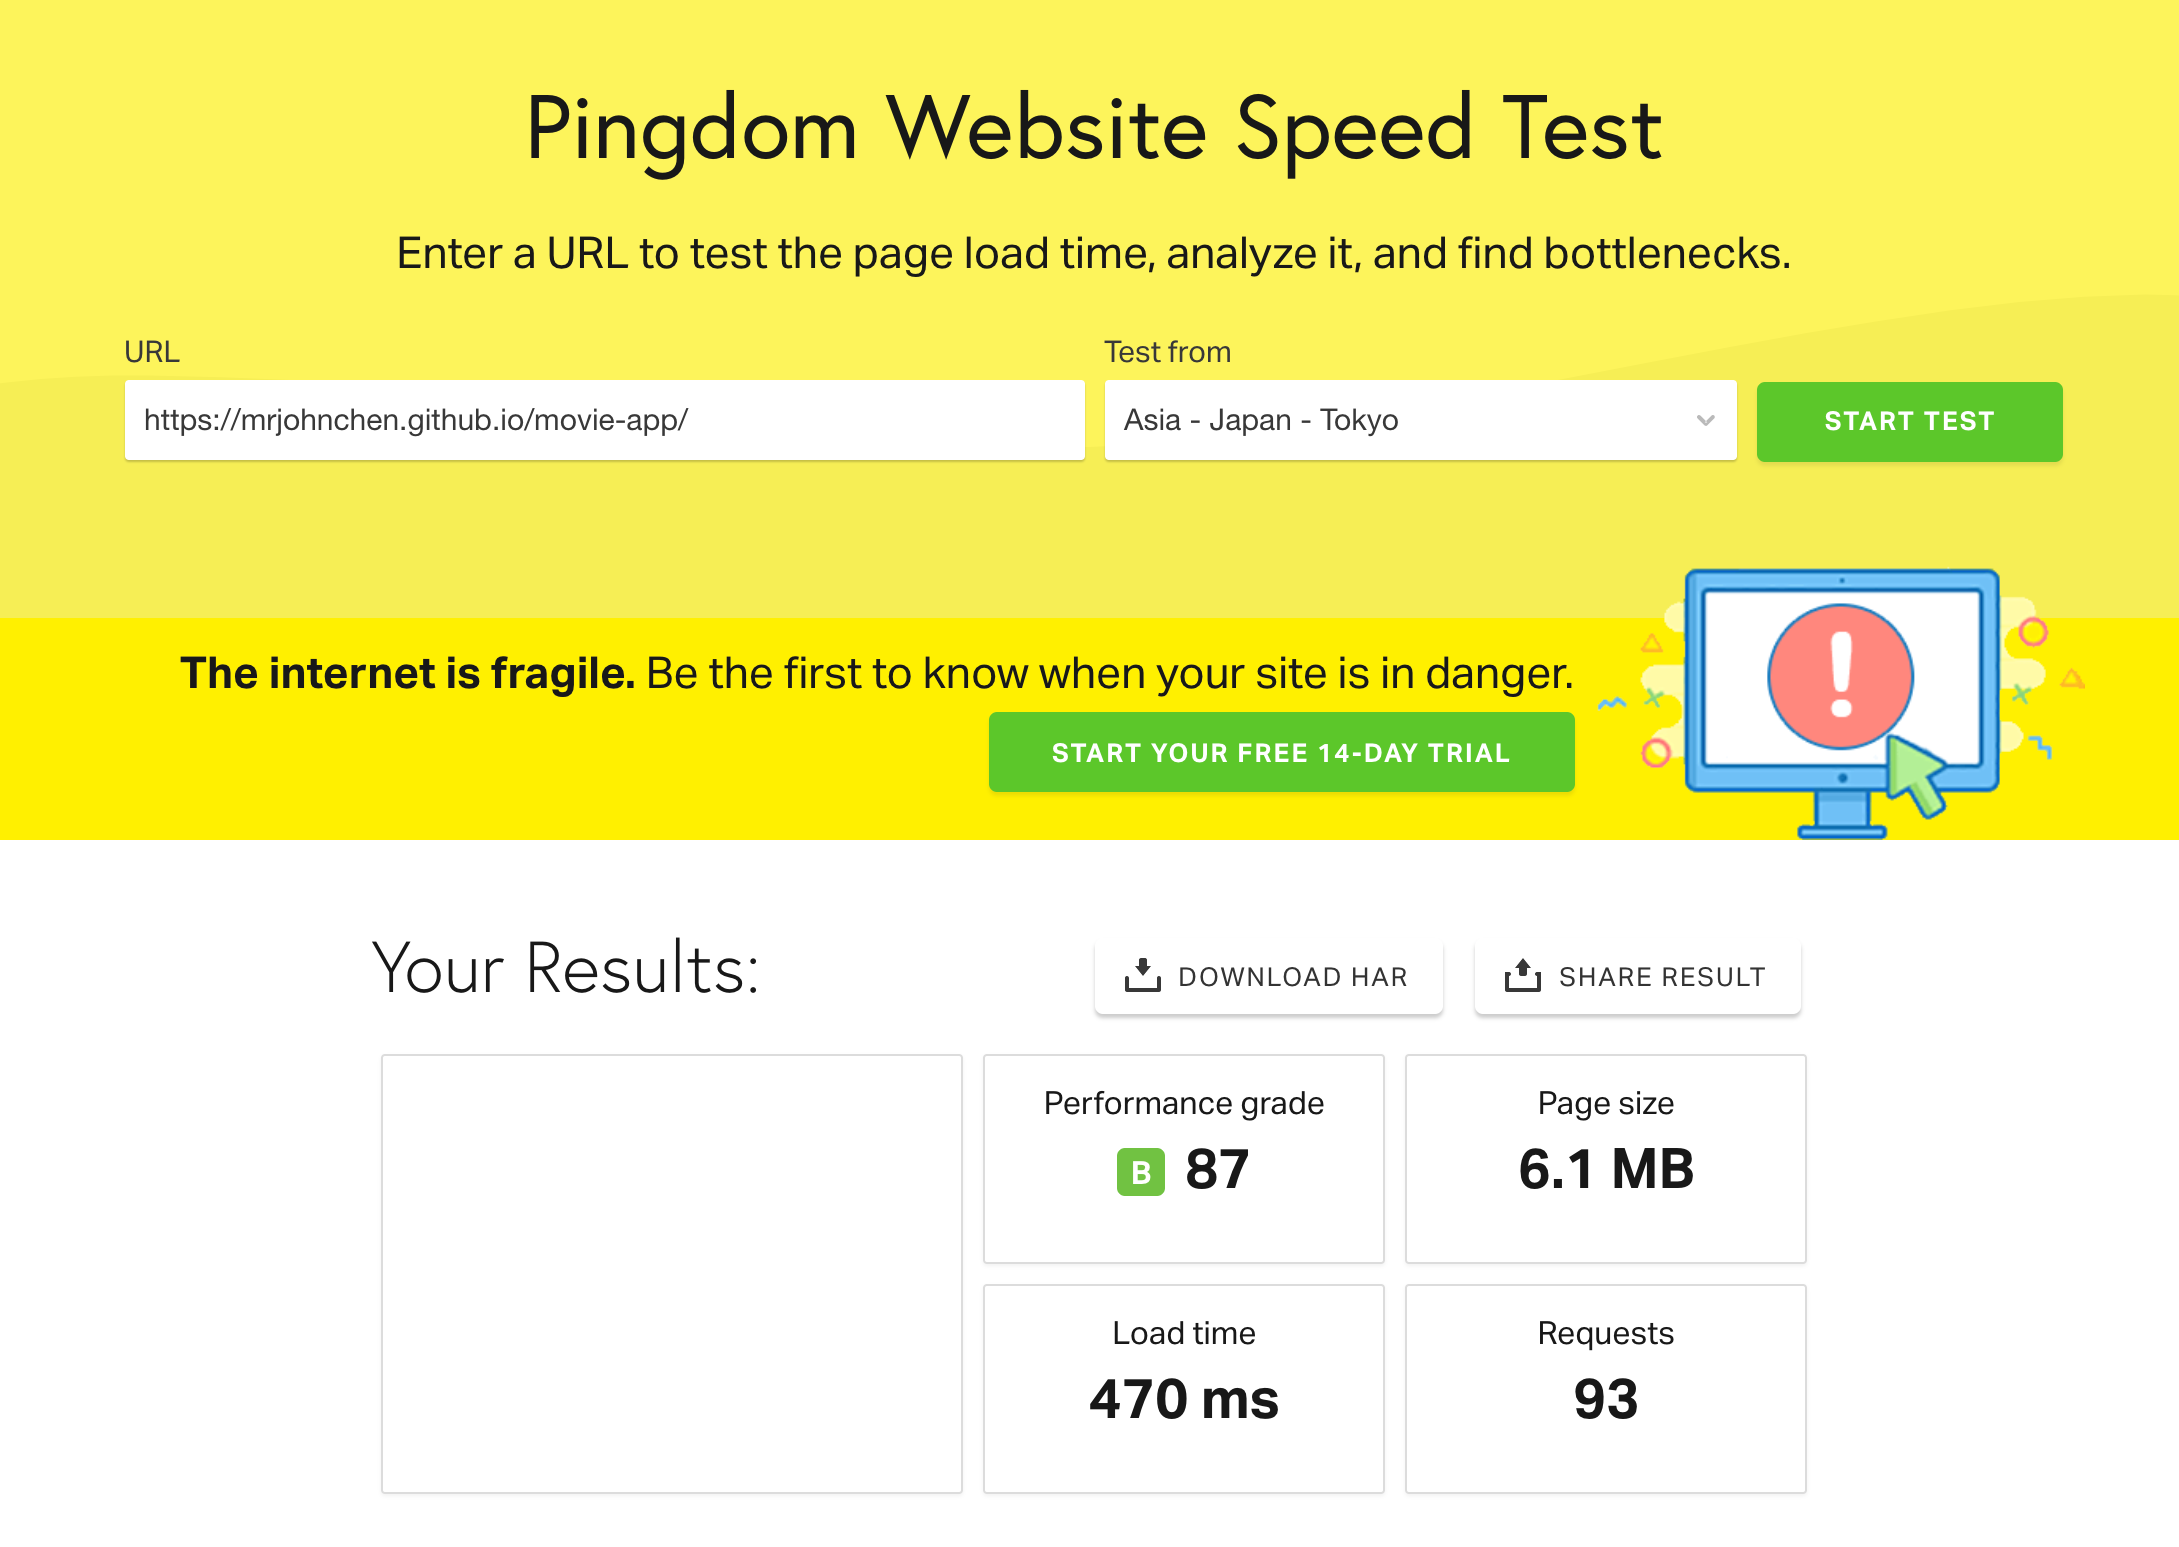 Pingdom Website Speed Test
Enter a URL to test the page load time, analyze it, and find bottlenecks.
URL
Test from
https://mrjohnchen.github.io/movie-app/
Asia - Japan - Tokyo
START TEST
The internet is fragile. Be the first to know when your site is in danger.
START YOUR FREE 14-DAY TRIAL
Your Results:
DOWNLOAD HAR
SHARE RESULT
Performance grade
B 87
Page size
6.1 MB
Load time
470 ms
Requests
93